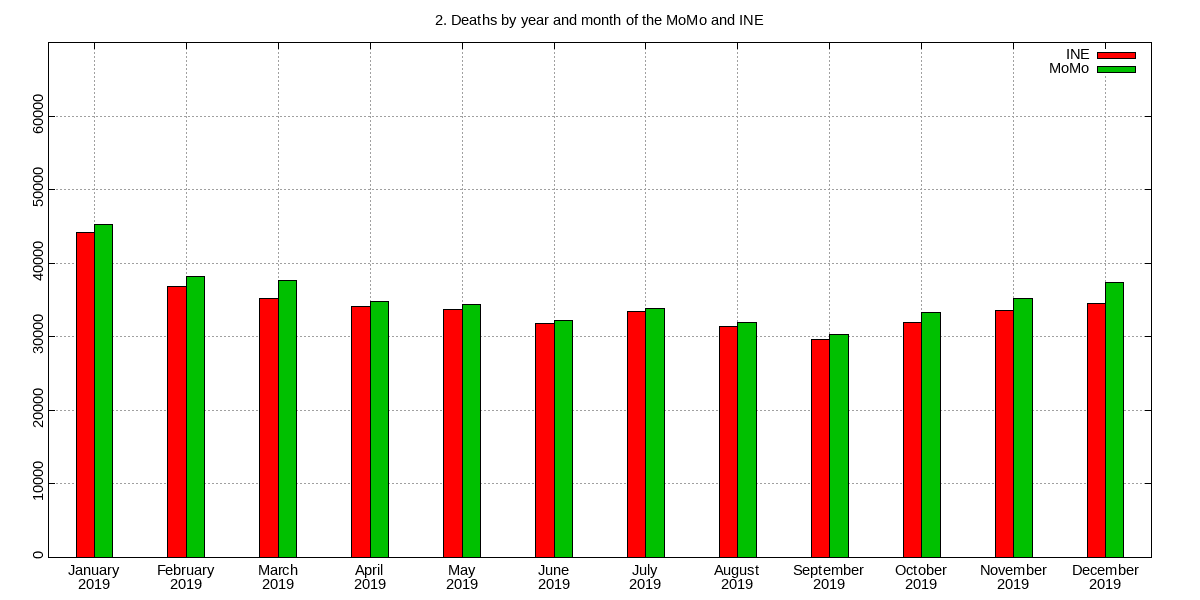 2. Deaths by year and month of the MoMo and INE
INE
MoMo
60000
50000
40000
30000
20000
10000
0
January February March April May June July August September October November December
2019 2019 2019 2019 2019 2019 2019 2019 2019 2019 2019 2019